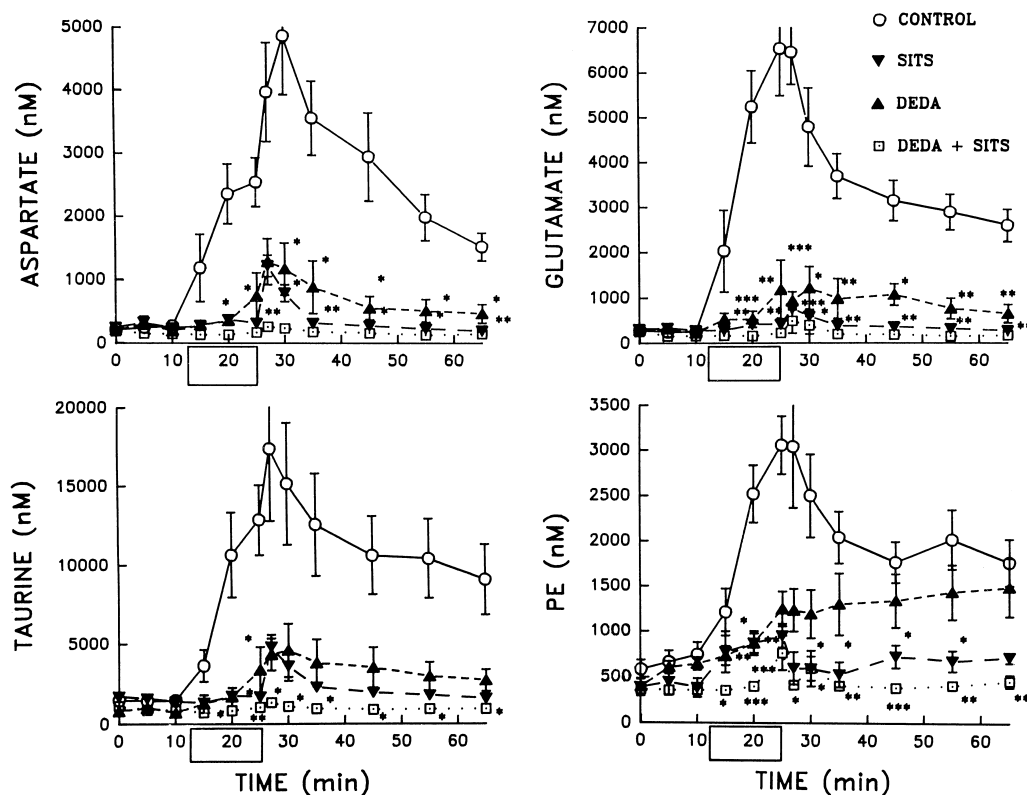 ASPARTATE (nM)
5000
4000
3000
2000
1000
0
0 10 20 30 40 50 60
* * * * * * *
** * ** * * **
GLUTAMATE (nM)
7000
6000
5000
4000
3000
2000
1000
0
0 10 20 30 40 50 60
CONTROL
SITS
DEDA
DEDA + SITS
*** ** * ** * ** **
*** ** *** * ** ** ** **
TAURINE (nM)
20000
15000
10000
5000
0
0 10 20 30 40 50 60
TIME (min)
* * * * ** * * * * *
PE (nM)
3500
3000
2500
2000
1500
1000
500
0
0 10 20 30 40 50 60
TIME (min)
* * * * * *
** *** ** *
* *** * ** *** ** **